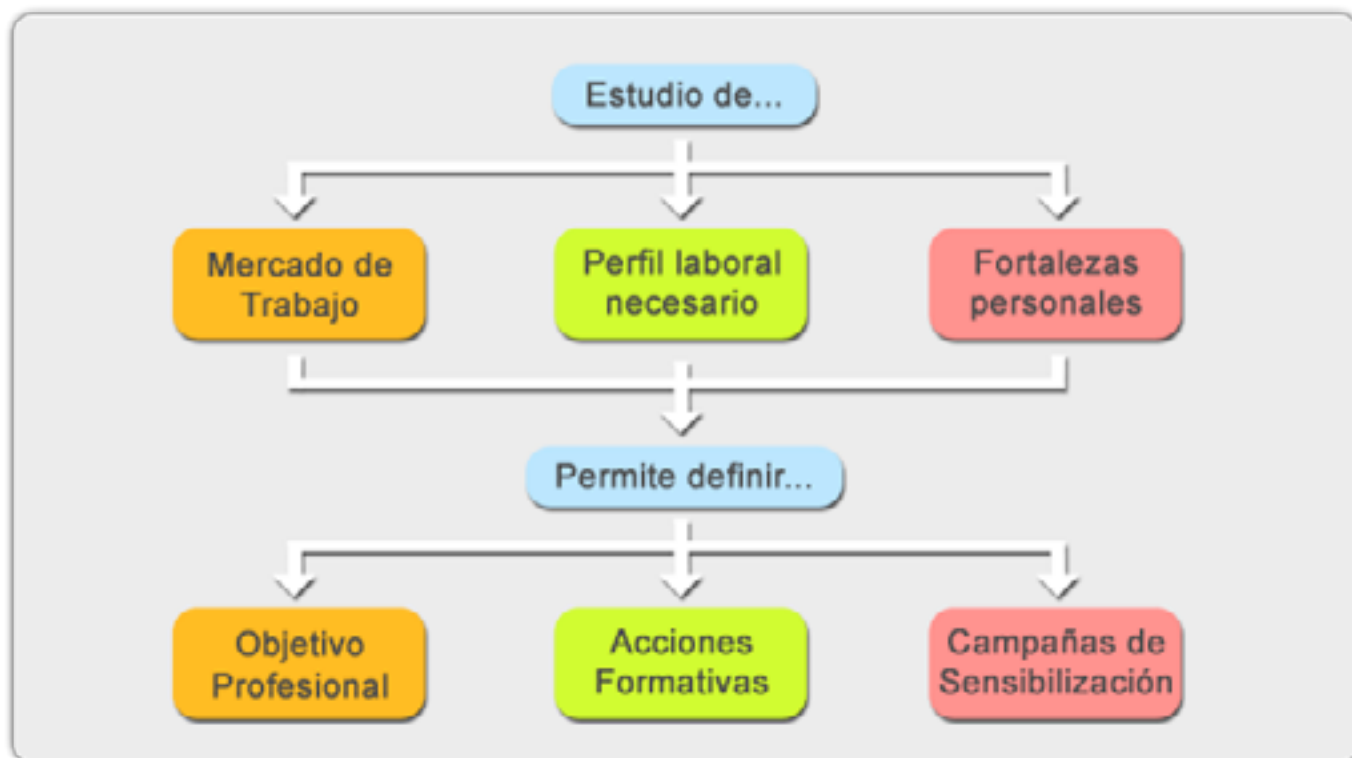 Estudio de...
Mercado de
Trabajo
Perfil laboral
necesario
Fortalezas
personales
Permite definir...
Objetivo
Profesional
Acciones
Formativas
Campañas de
Sensibilización